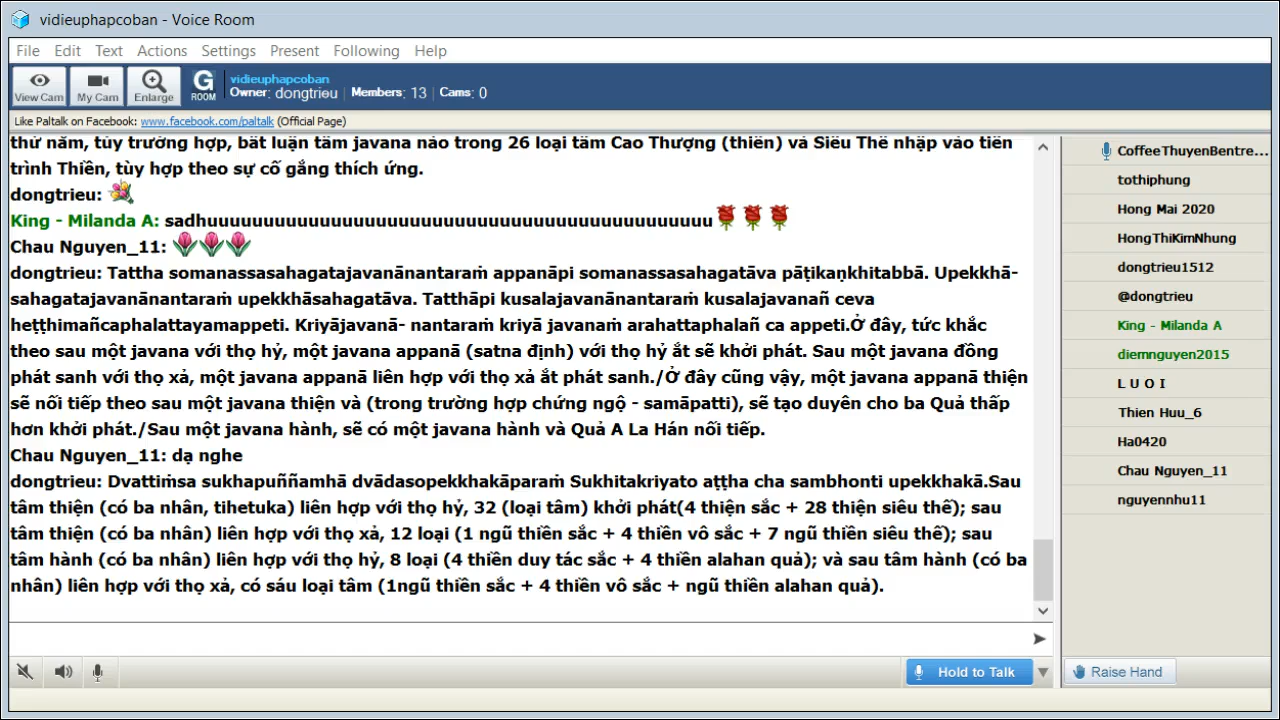 vidieuphapcoban - Voice Room
File Edit Text Actions Settings Present Following Help
View Cam My Cam Enlarge G ROOM
vidieuphapcoban
Owner: dongtrieu | Members: 13 | Cams: 0
Like Paltalk on Facebook: www.facebook.com/paltalk (Official Page)
thứ năm, tùy trường hợp, bất luận tâm javana nào trong 26 loại tâm Cao Thượng (thiền) và Siêu Thế nhập vào tiến
trình Thiền, tùy hợp theo sự cố gắng thích ứng.
dongtrieu:
King - Milanda A: sadhuuuuuuuuuuuuuuuuuuuuuuuuuuuuuuuuuuuuuuuuuuuuuu
Chau Nguyen_11:
dongtrieu: Tattha somanassasahagatajavanānantaraṁ appanāpi somanassasahagatāva pāṭikaṇkhitabbā. Upekkhā-
sahagatajavanānantaraṁ upekkhāsahagatāva. Tatthāpi kusalajavanānantaraṁ kusalajavanañ ceva
heṭṭhimañcaphalattayamappeti. Kriyājavanā- nantaraṁ kriyā javanaṁ arahattaphalañ ca appeti.Ở đây, tức khắc
theo sau một javana với thọ hỷ, một javana appanā (satna định) với thọ hỷ ắt sẽ khởi phát. Sau một javana đồng
phát sanh với thọ xả, một javana appanā liên hợp với thọ xả ắt phát sanh./Ở đây cũng vậy, một javana appanā thiện
sẽ nối tiếp theo sau một javana thiện và (trong trường hợp chứng ngộ - samāpatti), sẽ tạo duyên cho ba Quả thấp
hơn khởi phát./Sau một javana hành, sẽ có một javana hành và Quả A La Hán nối tiếp.
Chau Nguyen_11: dạ nghe
dongtrieu: Dvattiṁsa sukhapuññamhā dvādasopekkhakāparaṁ Sukhitakriyato aṭṭha cha sambhonti upekkhakā.Sau
tâm thiện (có ba nhân, tihetuka) liên hợp với thọ hỷ, 32 (loại tâm) khởi phát(4 thiện sắc + 28 thiện siêu thế); sau
tâm thiện (có ba nhân) liên hợp với thọ xả, 12 loại (1 ngũ thiền sắc + 4 thiền vô sắc + 7 ngũ thiền siêu thế); sau
tâm hành (có ba nhân) liên hợp với thọ hỷ, 8 loại (4 thiền duy tác sắc + 4 thiền alahan quả); và sau tâm hành (có ba
nhân) liên hợp với thọ xả, có sáu loại tâm (1ngũ thiền sắc + 4 thiền vô sắc + ngũ thiền alahan quả).
Hold to Talk
CoffeeThuyenBentre...
tothiphung
Hong Mai 2020
HongThiKimNhung
dongtrieu1512
@dongtrieu
King - Milanda A
diemnguyen2015
L U O I
Thien Huu_6
Ha0420
Chau Nguyen_11
nguyennhu11
Raise Hand